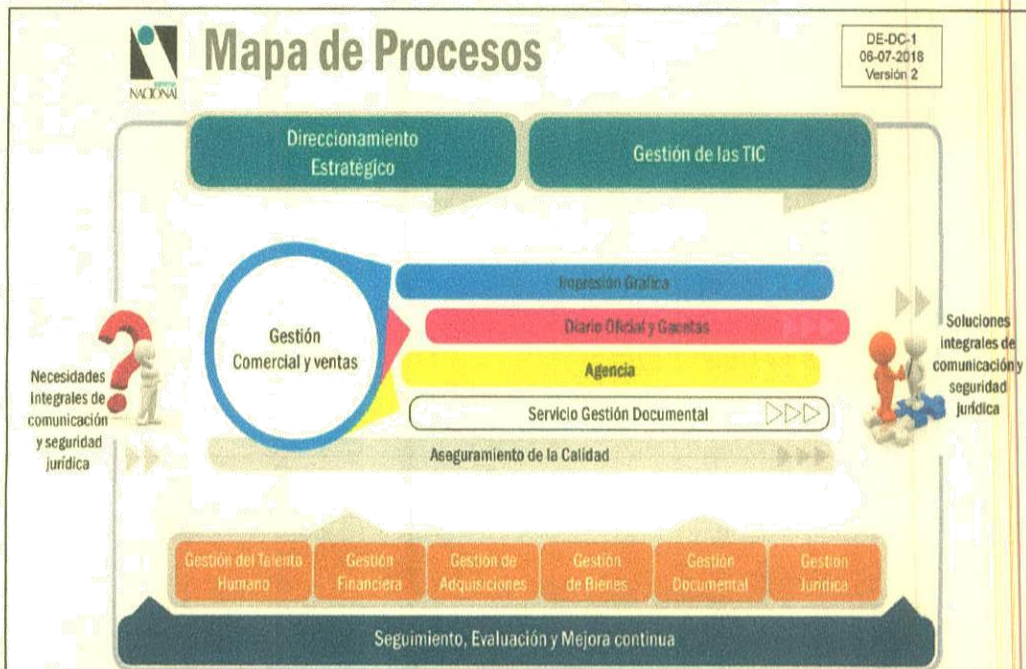 Mapa de Procesos
DE-DC-1
06-07-2018
Versión 2
NACIONAL
Direccionamiento
Estratégico
Gestión de las TIC
Impresión Grafica
Diario Oficial y Gacetas
Gestión
Comercial y ventas
Agencia
Servicio Gestión Documental
Aseguramiento de la Calidad
Necesidades
integrales de
comunicación
y seguridad
jurídica
Soluciones
integrales de
comunicación y
seguridad
jurídica
Gestión del Talento
Humano
Gestión
Financiera
Gestión de
Adquisiciones
Gestión
de Bienes
Gestión
Documental
Gestión
Jurídica
Seguimiento, Evaluación y Mejora continua